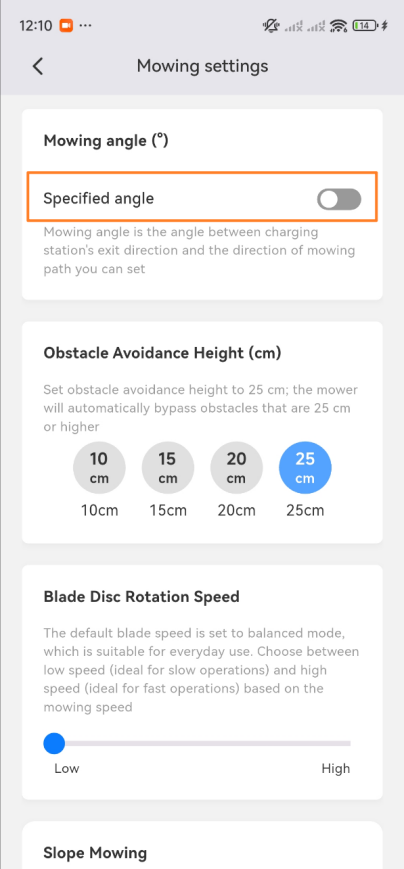 12:10 ...
14
Mowing settings
Mowing angle (°)
Specified angle
Mowing angle is the angle between charging
station's exit direction and the direction of mowing
path you can set
Obstacle Avoidance Height (cm)
Set obstacle avoidance height to 25 cm; the mower
will automatically bypass obstacles that are 25 cm
or higher
10 15 20 25
cm cm cm cm
10cm 15cm 20cm 25cm
Blade Disc Rotation Speed
The default blade speed is set to balanced mode,
which is suitable for everyday use. Choose between
low speed (ideal for slow operations) and high
speed (ideal for fast operations) based on the
mowing speed
Low High
Slope Mowing